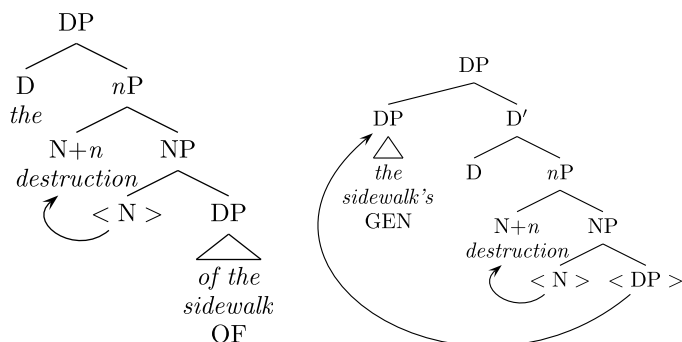 DP
D nP
the
N+n NP
destruction
< N > DP
of the
sidewalk
OF
DP
DP D′
the D nP
sidewalk's
GEN N+n NP
destruction
< N > < DP >